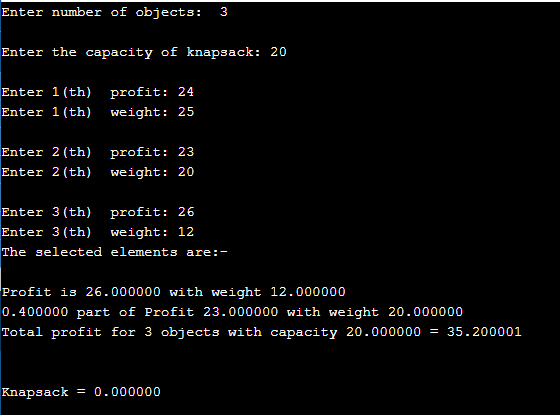 Enter number of objects:  3
Enter the capacity of knapsack: 20
Enter 1(th)  profit: 24
Enter 1(th)  weight: 25
Enter 2(th)  profit: 23
Enter 2(th)  weight: 20
Enter 3(th)  profit: 26
Enter 3(th)  weight: 12
The selected elements are:-
Profit is 26.000000 with weight 12.000000
0.400000 part of Profit 23.000000 with weight 20.000000
Total profit for 3 objects with capacity 20.000000 = 35.200001
Knapsack = 0.000000